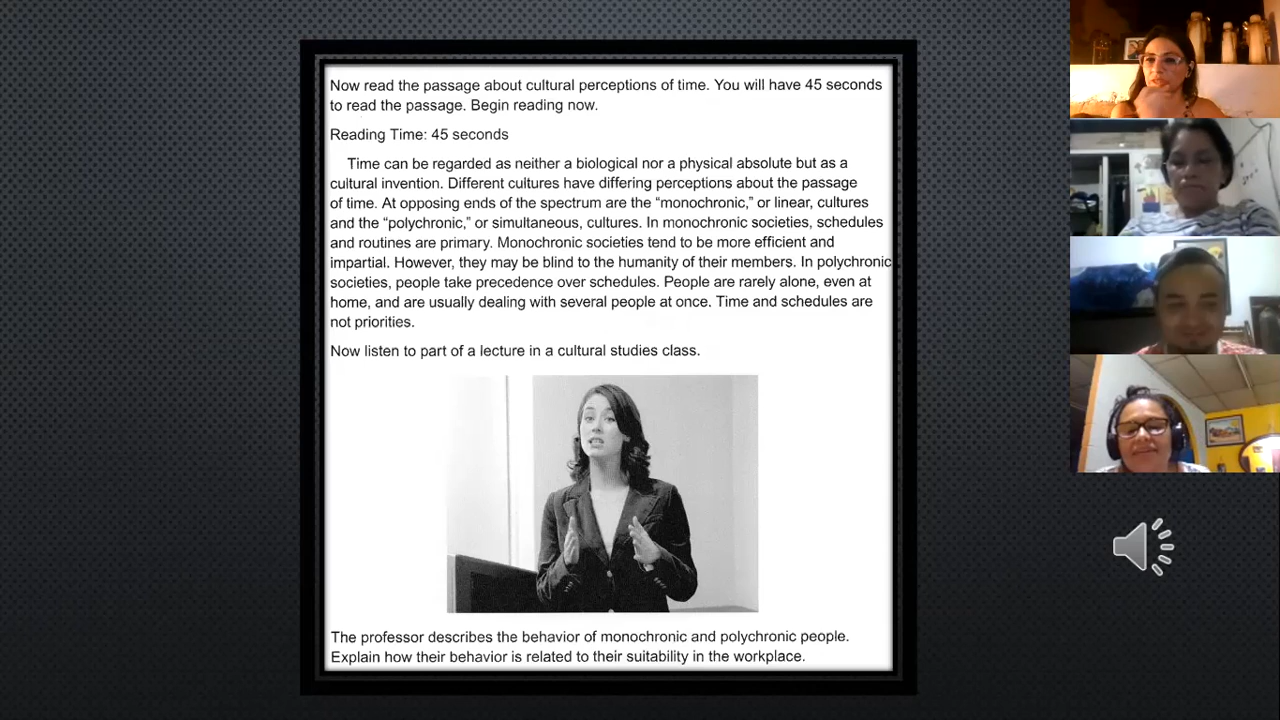 Now read the passage about cultural perceptions of time. You will have 45 seconds
to read the passage. Begin reading now.
Reading Time: 45 seconds
Time can be regarded as neither a biological nor a physical absolute but as a
cultural invention. Different cultures have differing perceptions about the passage
of time. At opposing ends of the spectrum are the “monochronic,” or linear, cultures
and the “polychronic,” or simultaneous, cultures. In monochronic societies, schedules
and routines are primary. Monochronic societies tend to be more efficient and
impartial. However, they may be blind to the humanity of their members. In polychronic
societies, people take precedence over schedules. People are rarely alone, even at
home, and are usually dealing with several people at once. Time and schedules are
not priorities.
Now listen to part of a lecture in a cultural studies class.
The professor describes the behavior of monochronic and polychronic people.
Explain how their behavior is related to their suitability in the workplace.